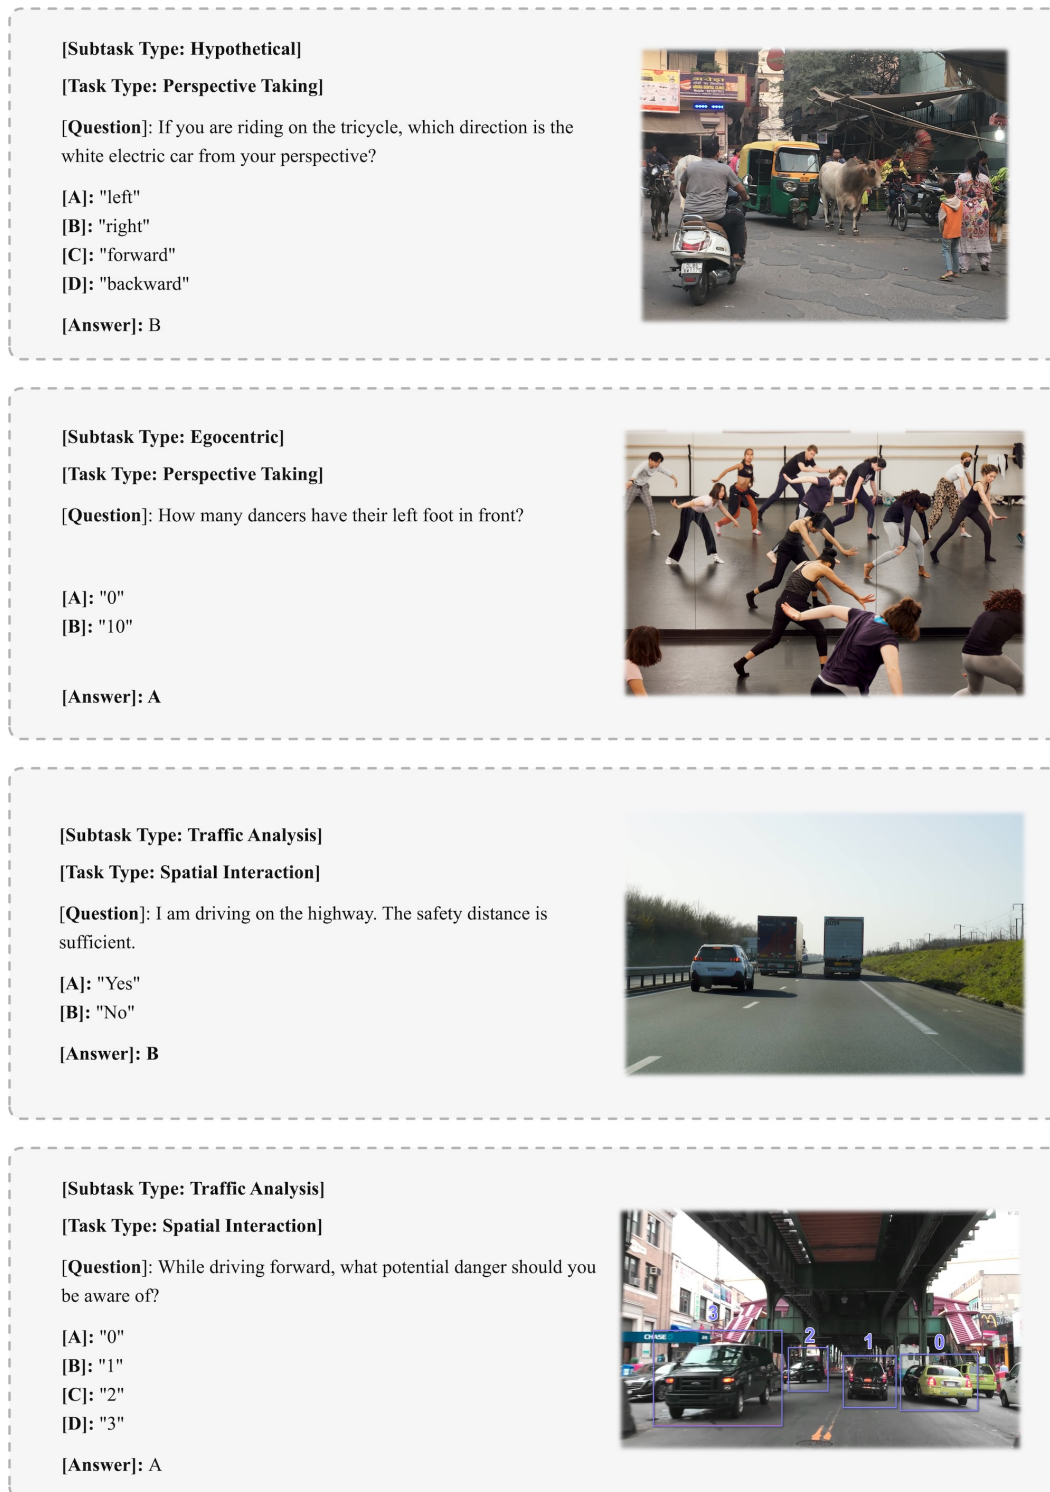 [Subtask Type: Hypothetical]
[Task Type: Perspective Taking]
[Question]: If you are riding on the tricycle, which direction is the
white electric car from your perspective?
[A]: "left"
[B]: "right"
[C]: "forward"
[D]: "backward"
[Answer]: B
[Subtask Type: Egocentric]
[Task Type: Perspective Taking]
[Question]: How many dancers have their left foot in front?
[A]: "0"
[B]: "10"
[Answer]: A
[Subtask Type: Traffic Analysis]
[Task Type: Spatial Interaction]
[Question]: I am driving on the highway. The safety distance is
sufficient.
[A]: "Yes"
[B]: "No"
[Answer]: B
[Subtask Type: Traffic Analysis]
[Task Type: Spatial Interaction]
[Question]: While driving forward, what potential danger should you
be aware of?
[A]: "0"
[B]: "1"
[C]: "2"
[D]: "3"
[Answer]: A
3
2
1
0
CHASE